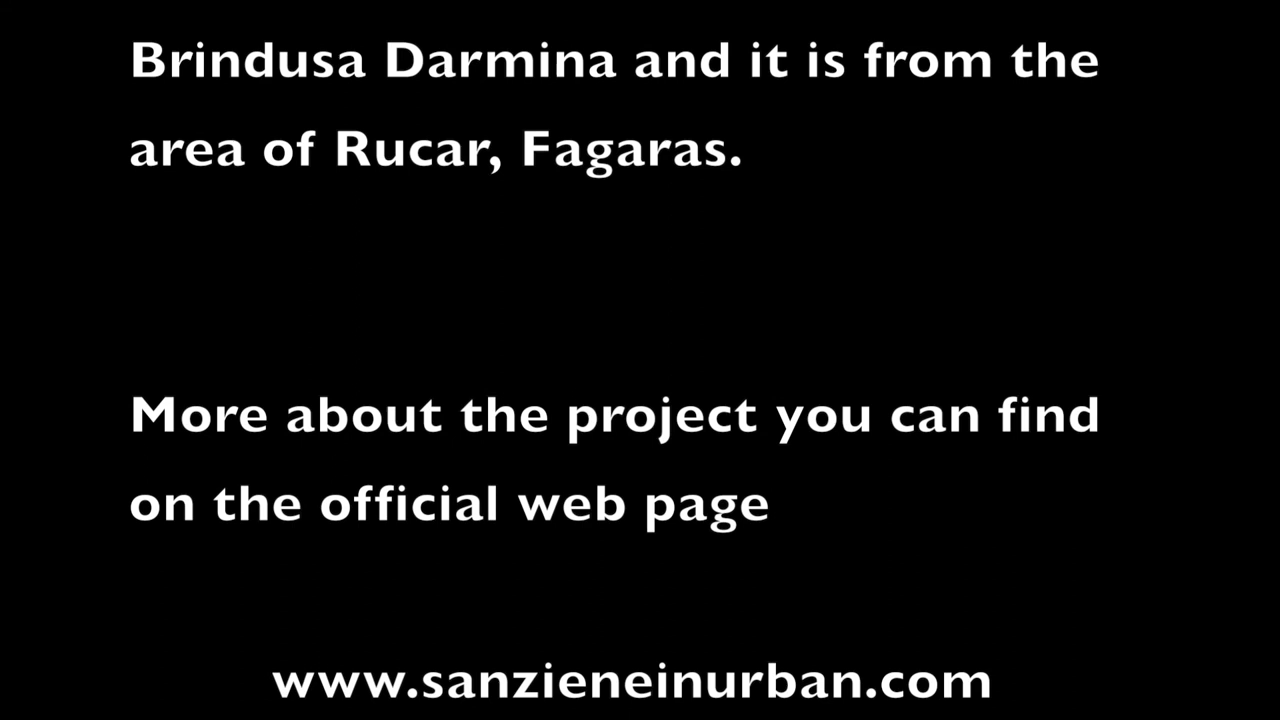 Brindusa Darmina and it is from the
area of Rucar, Fagaras.
More about the project you can find
on the official web page
www.sanzieneinurban.com